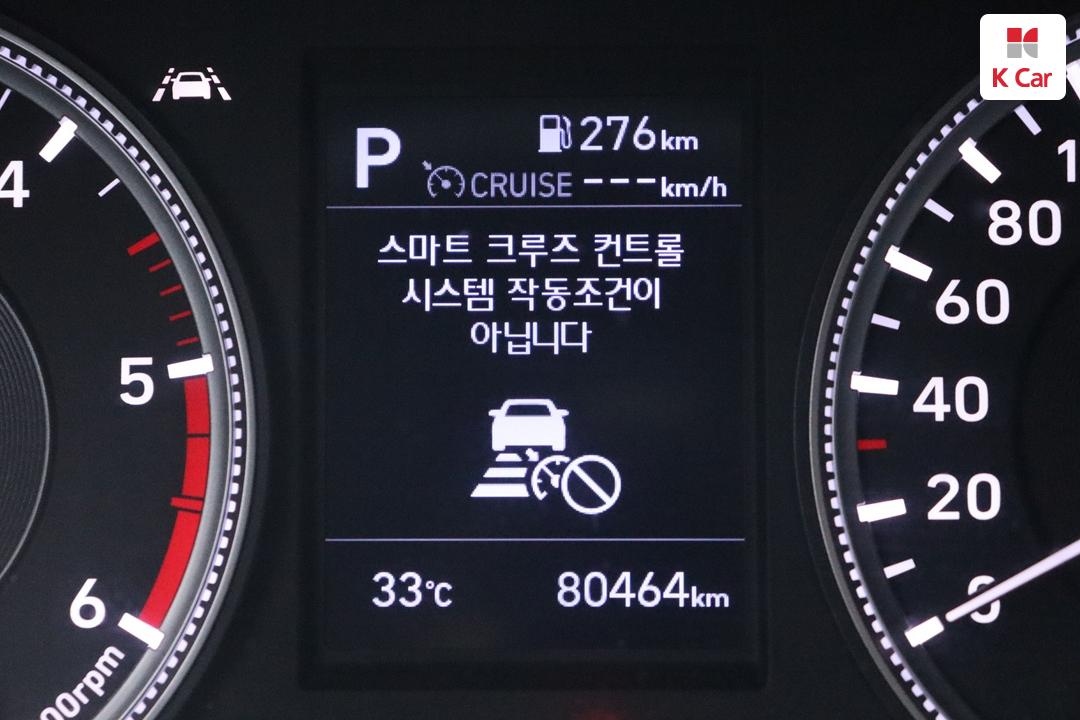 K Car
P
276km
CRUISE ---km/h
스마트 크루즈 컨트롤
시스템 작동조건이
아닙니다
33°C 80464km
4
5
6
00rpm
80
60
40
20
0